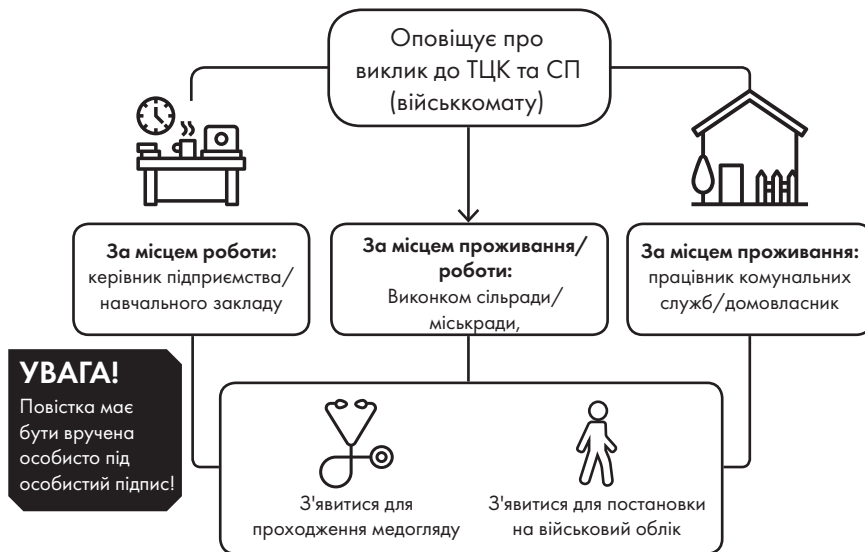 Оповіщує про
виклик до ТЦК та СП
(військкомату)
За місцем роботи:
керівник підприємства/
навчального закладу
За місцем проживання/
роботи:
Виконком сільради/
міськради,
За місцем проживання:
працівник комунальних
служб/домовласник
УВАГА!
Повістка має
бути вручена
особисто під
особистий підпис!
З'явитися для
проходження медогляду
З'явитися для постановки
на військовий облік